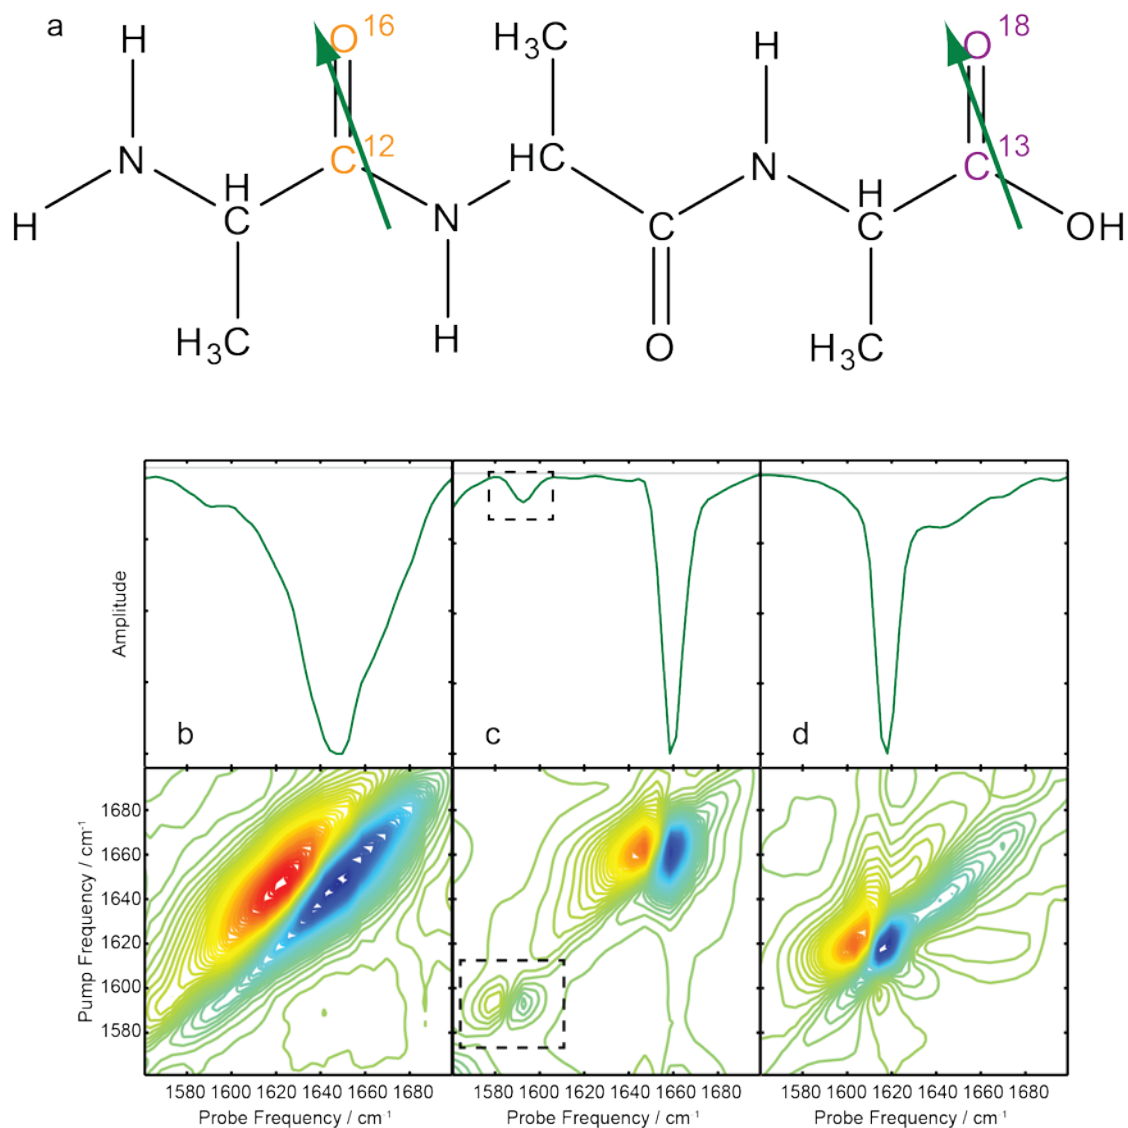 a
H O 16 H₃C H O 18
N C 12 HC N C 13
H H C N C H C OH
H₃C H O H₃C
Amplitude
b c d
Pump Frequency / cm⁻¹
1680
1660
1640
1620
1600
1580
1580 1600 1620 1640 1660 1680 1580 1600 1620 1640 1660 1680 1580 1600 1620 1640 1660 1680
Probe Frequency / cm⁻¹ Probe Frequency / cm⁻¹ Probe Frequency / cm⁻¹